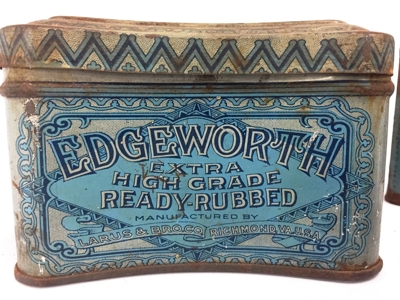 EDGEWORTH
EXTRA
HIGH GRADE
READY-RUBBED
MANUFACTURED BY
LARUS & BRO. CO. RICHMOND, VA. U.S.A.